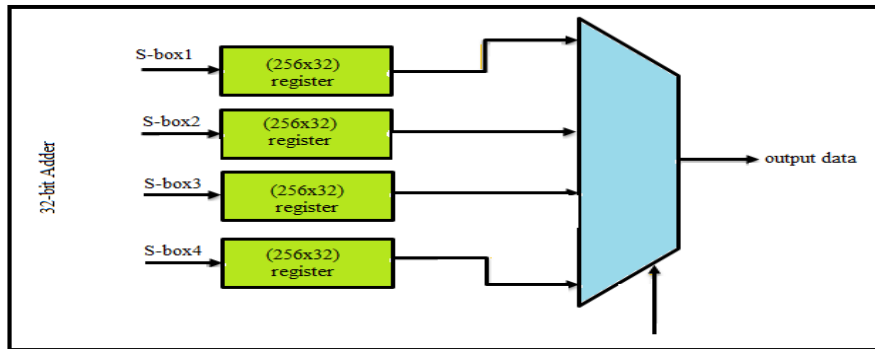 32-bit Adder
S-box1
(256x32)
register
S-box2
(256x32)
register
S-box3
(256x32)
register
S-box4
(256x32)
register
output data